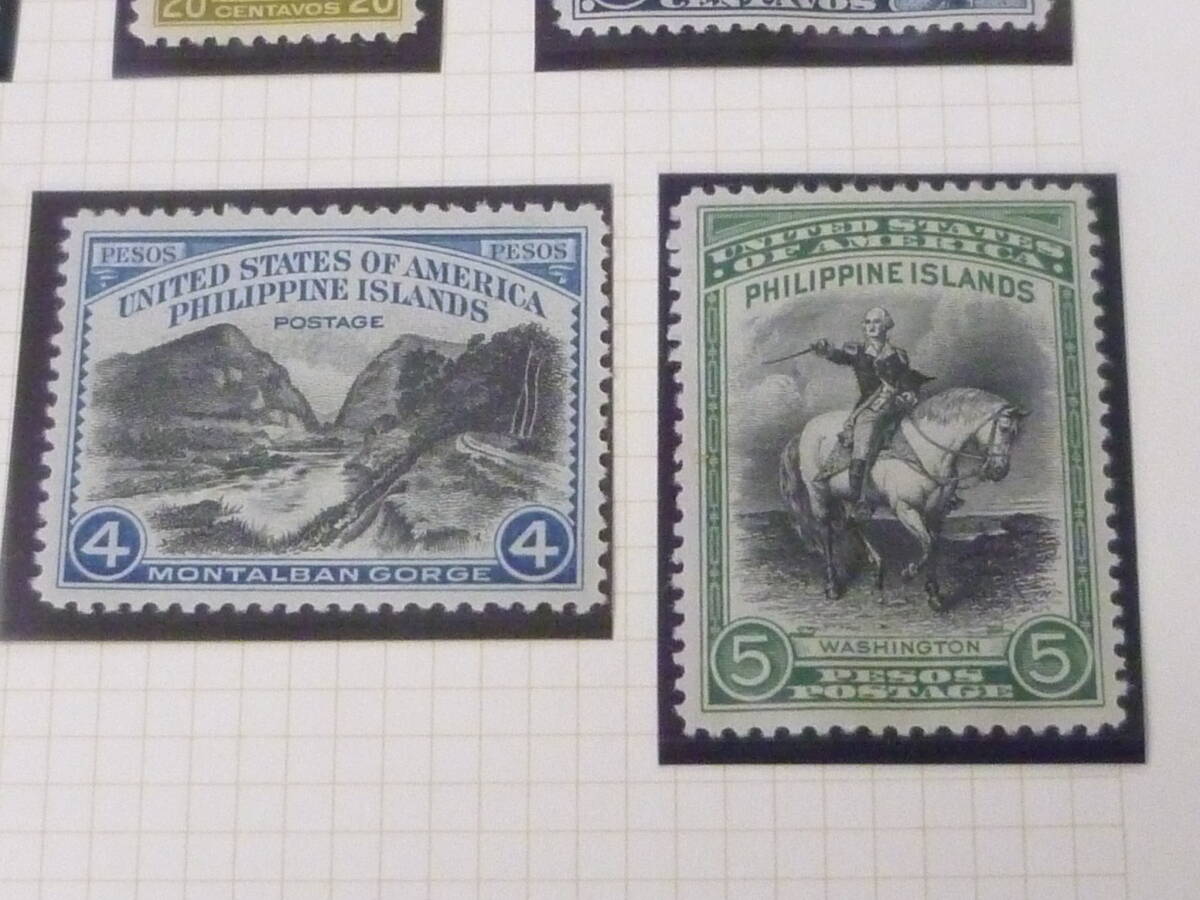 20 CENTAVOS 20
CENTAVOS
PESOS PESOS
UNITED STATES OF AMERICA
PHILIPPINE ISLANDS
POSTAGE
4 4
MONTALBAN GORGE
UNITED STATES
OF AMERICA
PHILIPPINE ISLANDS
5 WASHINGTON 5
PESOS
POSTAGE